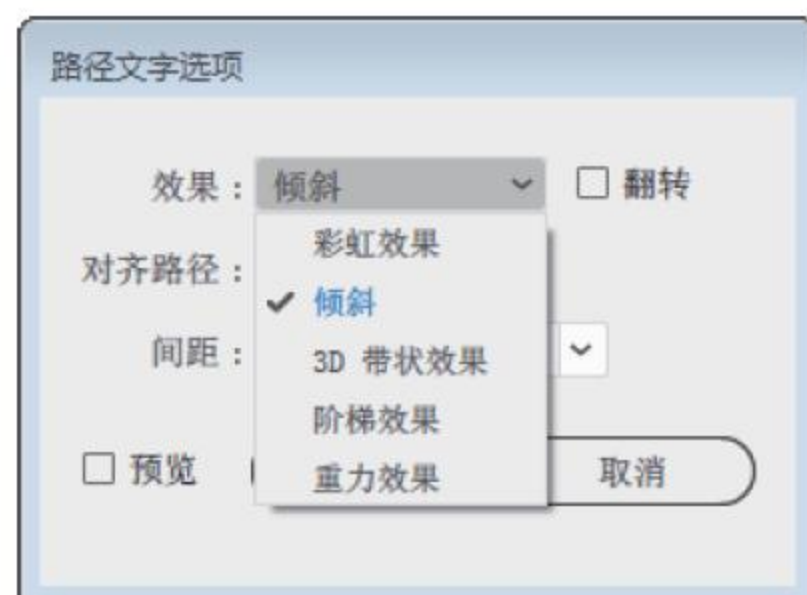 路径文字选项
效果: 倾斜 翻转
彩虹效果
对齐路径:
倾斜
间距:
3D 带状效果
阶梯效果
预览 取消
重力效果